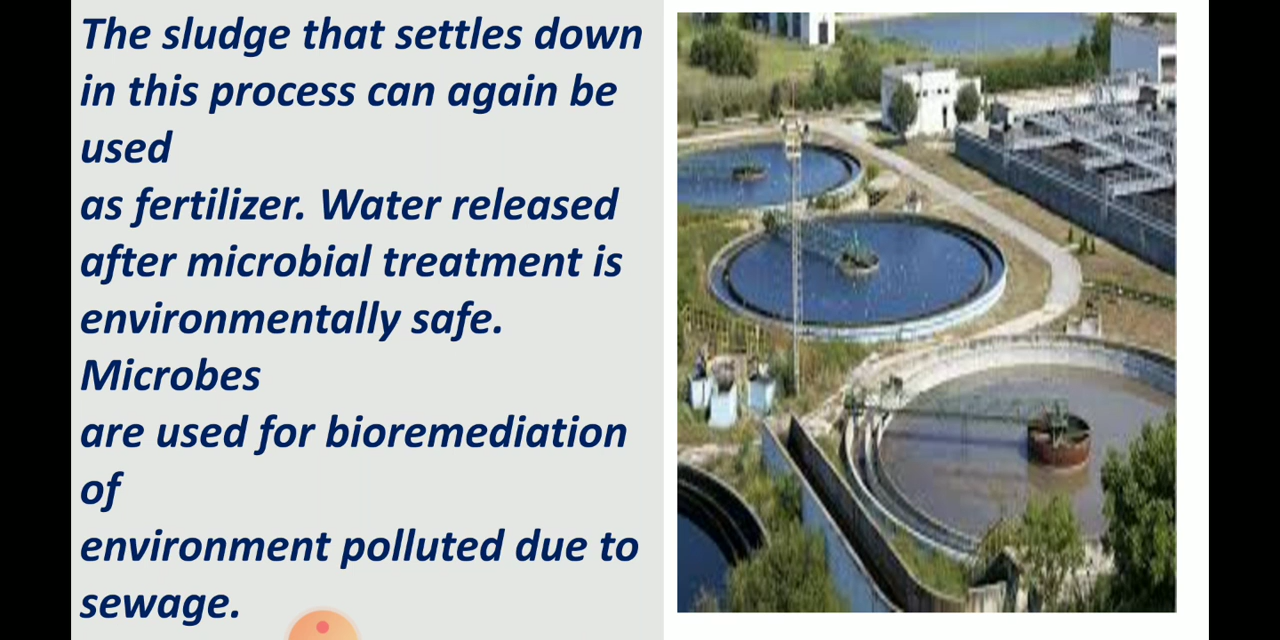 The sludge that settles down
in this process can again be
used
as fertilizer. Water released
after microbial treatment is
environmentally safe.
Microbes
are used for bioremediation
of
environment polluted due to
sewage.